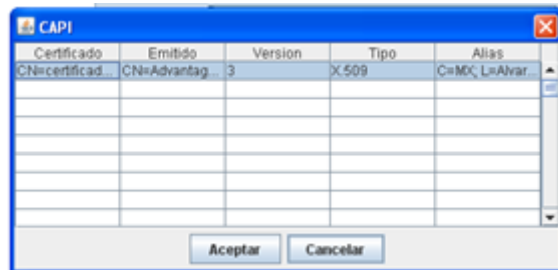 CAPI
Certificado Emitido Version Tipo Alias
CN=certificad... CN=Advantag... 3 X.509 C=MX; L=Alvar...
Aceptar Cancelar